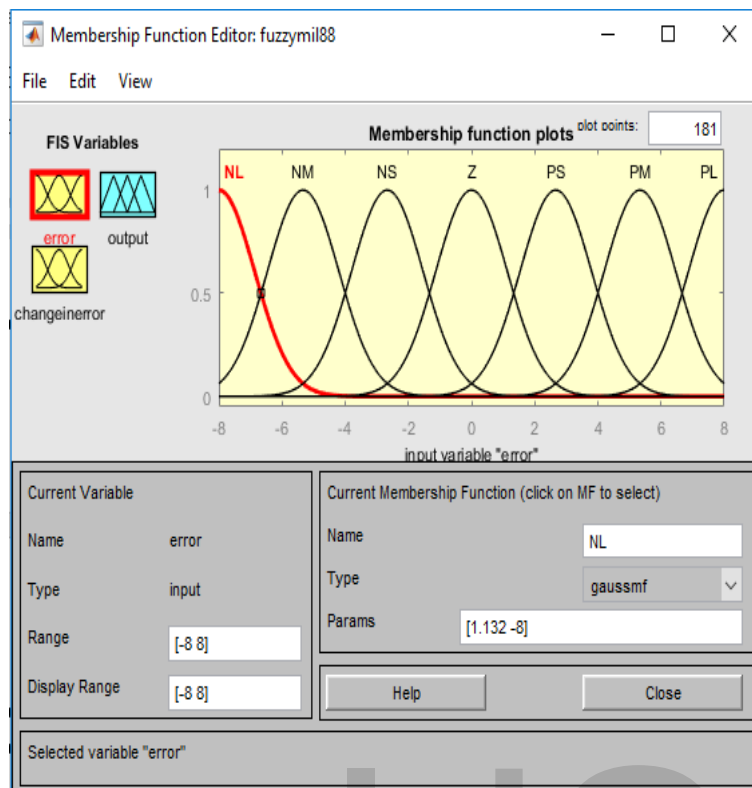 Membership Function Editor: fuzzymil88
File Edit View
FIS Variables
error
output
changeinerror
Membership function plots
plot points: 181
NL NM NS Z PS PM PL
1
0.5
0
-8 -6 -4 -2 0 2 4 6 8
input variable "error"
Current Variable
Name error
Type input
Range [-8 8]
Display Range [-8 8]
Current Membership Function (click on MF to select)
Name NL
Type gaussmf
Params [1.132 -8]
Help Close
Selected variable "error"